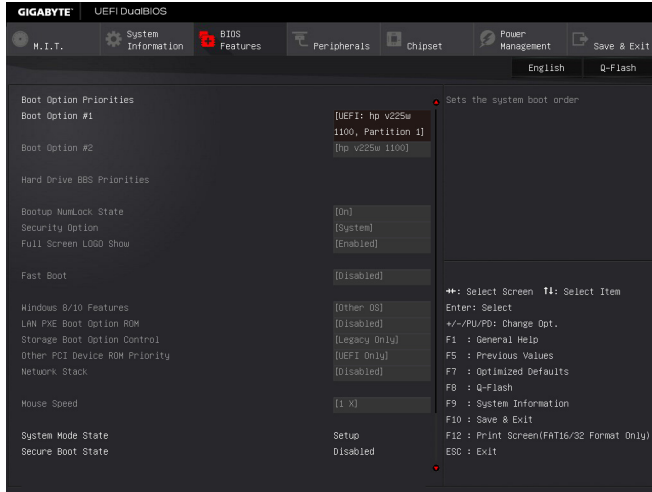 GIGABYTE™ UEFI DualBIOS
M.I.T.
System Information
BIOS Features
Peripherals
Chipset
Power Management
Save & Exit
English
Q-Flash
Boot Option Priorities
Boot Option #1 [UEFI: hp v225w 1100, Partition 1]
Boot Option #2 [hp v225w 1100]
Hard Drive BBS Priorities
Bootup NumLock State [On]
Security Option [System]
Full Screen LOGO Show [Enabled]
Fast Boot [Disabled]
Windows 8/10 Features [Other OS]
LAN PXE Boot Option ROM [Disabled]
Storage Boot Option Control [Legacy Only]
Other PCI Device ROM Priority [UEFI Only]
Network Stack [Disabled]
Mouse Speed [1 X]
System Mode State Setup
Secure Boot State Disabled
Sets the system boot order
→←: Select Screen ↑↓: Select Item
Enter: Select
+/-/PU/PD: Change Opt.
F1 : General Help
F5 : Previous Values
F7 : Optimized Defaults
F8 : Q-Flash
F9 : System Information
F10 : Save & Exit
F12 : Print Screen(FAT16/32 Format Only)
ESC : Exit